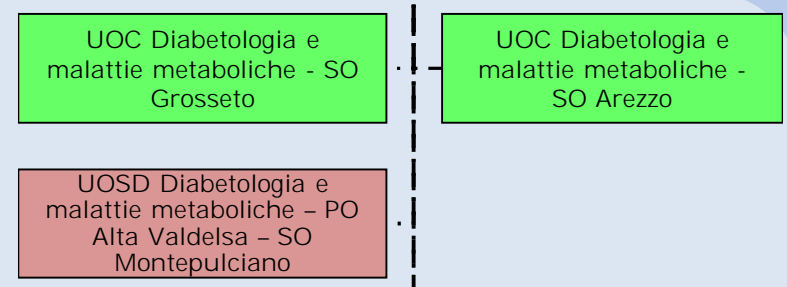 UOC Diabetologia e
malattie metaboliche - SO
Grosseto
UOC Diabetologia e
malattie metaboliche -
SO Arezzo
UOSD Diabetologia e
malattie metaboliche – PO
Alta Valdelsa – SO
Montepulciano